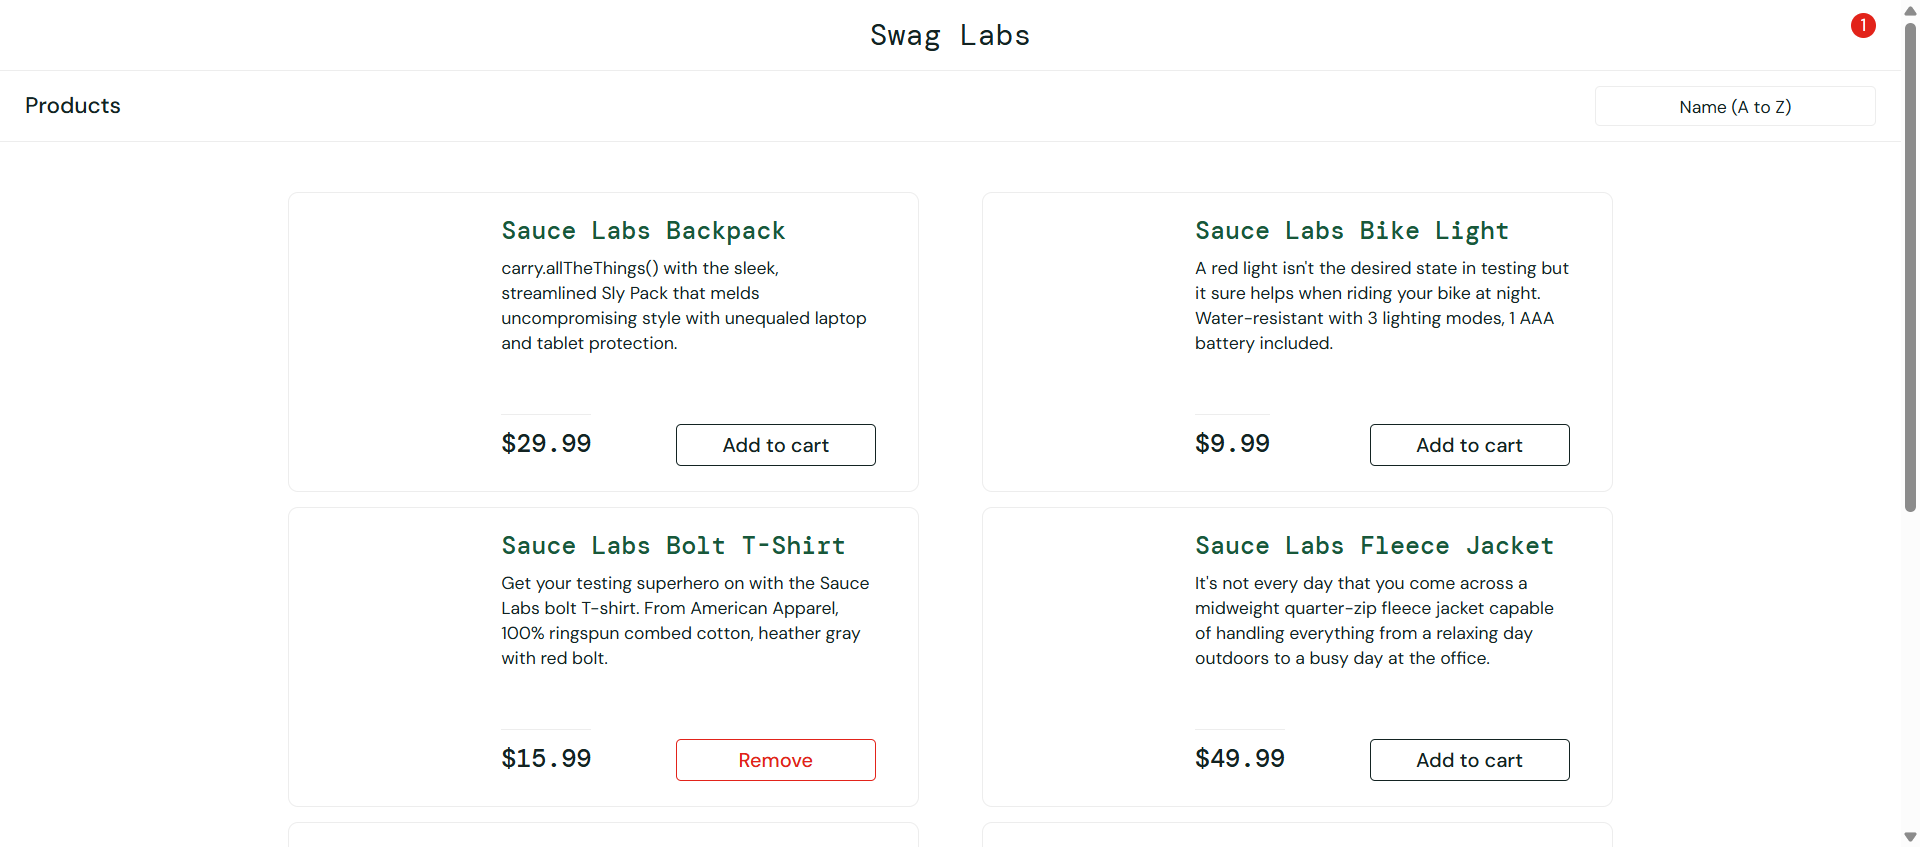 Swag Labs
1
Products
Name (A to Z)
Sauce Labs Backpack
carry.allTheThings() with the sleek,
streamlined Sly Pack that melds
uncompromising style with unequaled laptop
and tablet protection.
$29.99
Add to cart
Sauce Labs Bike Light
A red light isn't the desired state in testing but
it sure helps when riding your bike at night.
Water-resistant with 3 lighting modes, 1 AAA
battery included.
$9.99
Add to cart
Sauce Labs Bolt T-Shirt
Get your testing superhero on with the Sauce
Labs bolt T-shirt. From American Apparel,
100% ringspun combed cotton, heather gray
with red bolt.
$15.99
Remove
Sauce Labs Fleece Jacket
It's not every day that you come across a
midweight quarter-zip fleece jacket capable
of handling everything from a relaxing day
outdoors to a busy day at the office.
$49.99
Add to cart